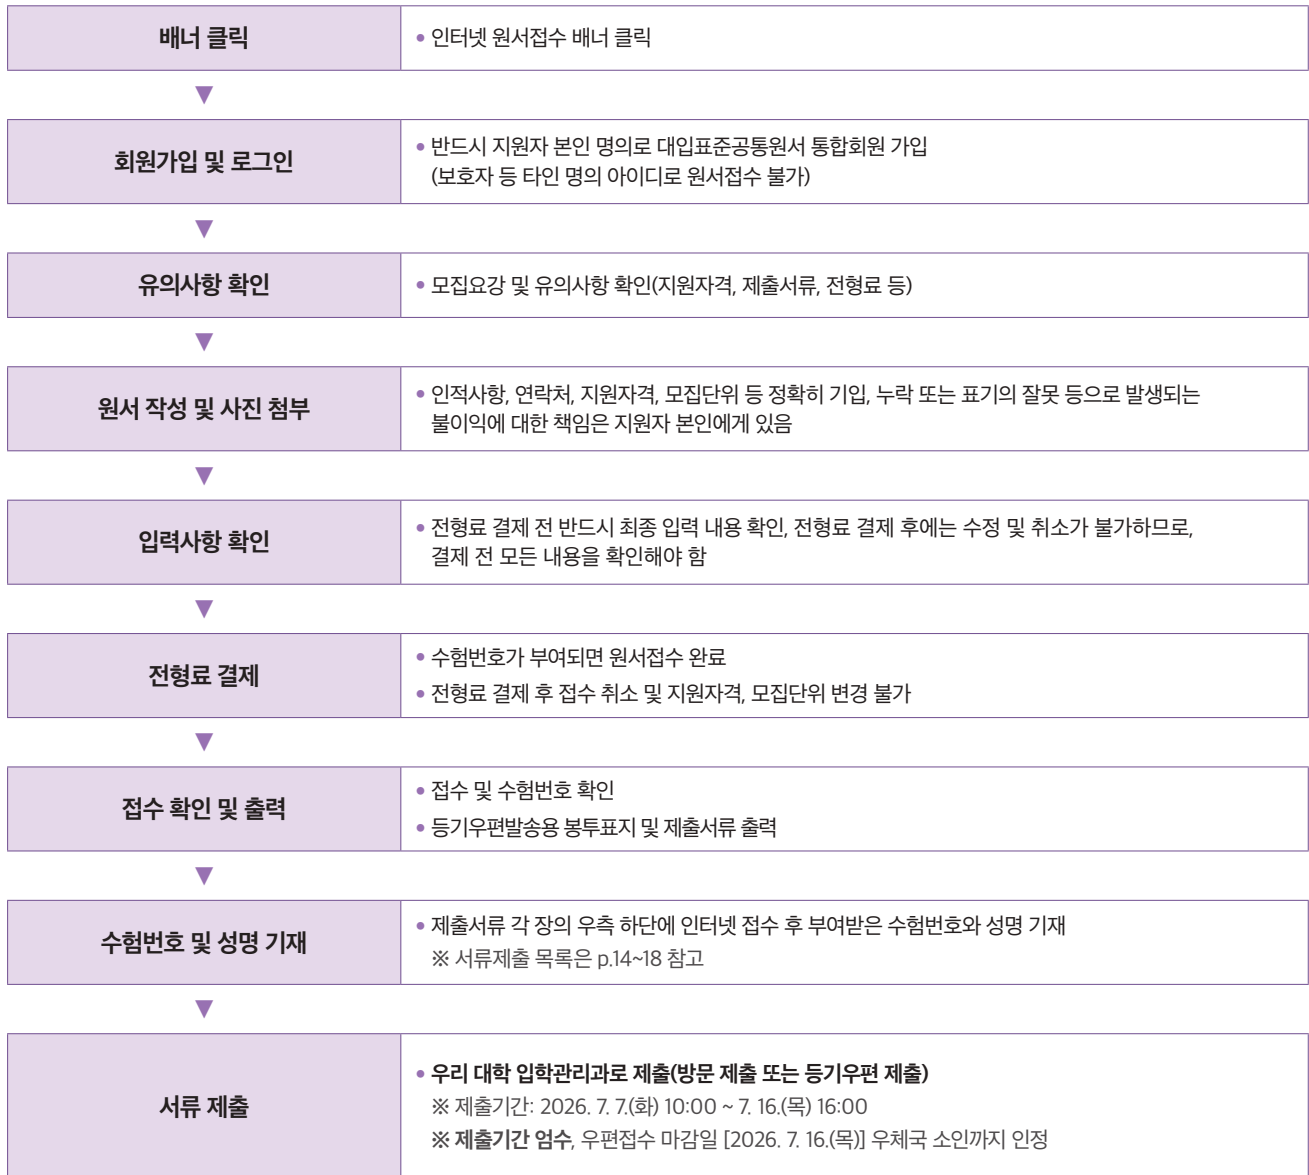 배너 클릭
• 인터넷 원서접수 배너 클릭
▼
회원가입 및 로그인
• 반드시 지원자 본인 명의로 대입표준공통원서 통합회원 가입
(보호자 등 타인 명의 아이디로 원서접수 불가)
▼
유의사항 확인
• 모집요강 및 유의사항 확인(지원자격, 제출서류, 전형료 등)
▼
원서 작성 및 사진 첨부
• 인적사항, 연락처, 지원자격, 모집단위 등 정확히 기입, 누락 또는 표기의 잘못 등으로 발생되는
불이익에 대한 책임은 지원자 본인에게 있음
▼
입력사항 확인
• 전형료 결제 전 반드시 최종 입력 내용 확인, 전형료 결제 후에는 수정 및 취소가 불가하므로,
결제 전 모든 내용을 확인해야 함
▼
전형료 결제
• 수험번호가 부여되면 원서접수 완료
• 전형료 결제 후 접수 취소 및 지원자격, 모집단위 변경 불가
▼
접수 확인 및 출력
• 접수 및 수험번호 확인
• 등기우편발송용 봉투표지 및 제출서류 출력
▼
수험번호 및 성명 기재
• 제출서류 각 장의 우측 하단에 인터넷 접수 후 부여받은 수험번호와 성명 기재
※ 서류제출 목록은 p.14~18 참고
▼
서류 제출
• 우리 대학 입학관리과로 제출(방문 제출 또는 등기우편 제출)
※ 제출기간: 2026. 7. 7.(화) 10:00 ~ 7. 16.(목) 16:00
※ 제출기간 엄수, 우편접수 마감일 [2026. 7. 16.(목)] 우체국 소인까지 인정